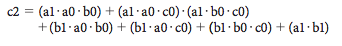 c2 = (a1·a0·b0) + (a1·a0·c0)·(a1·b0·c0)
+(b1·a0·b0) + (b1·a0·c0) + (b1·b0·c0) + (a1·b1)